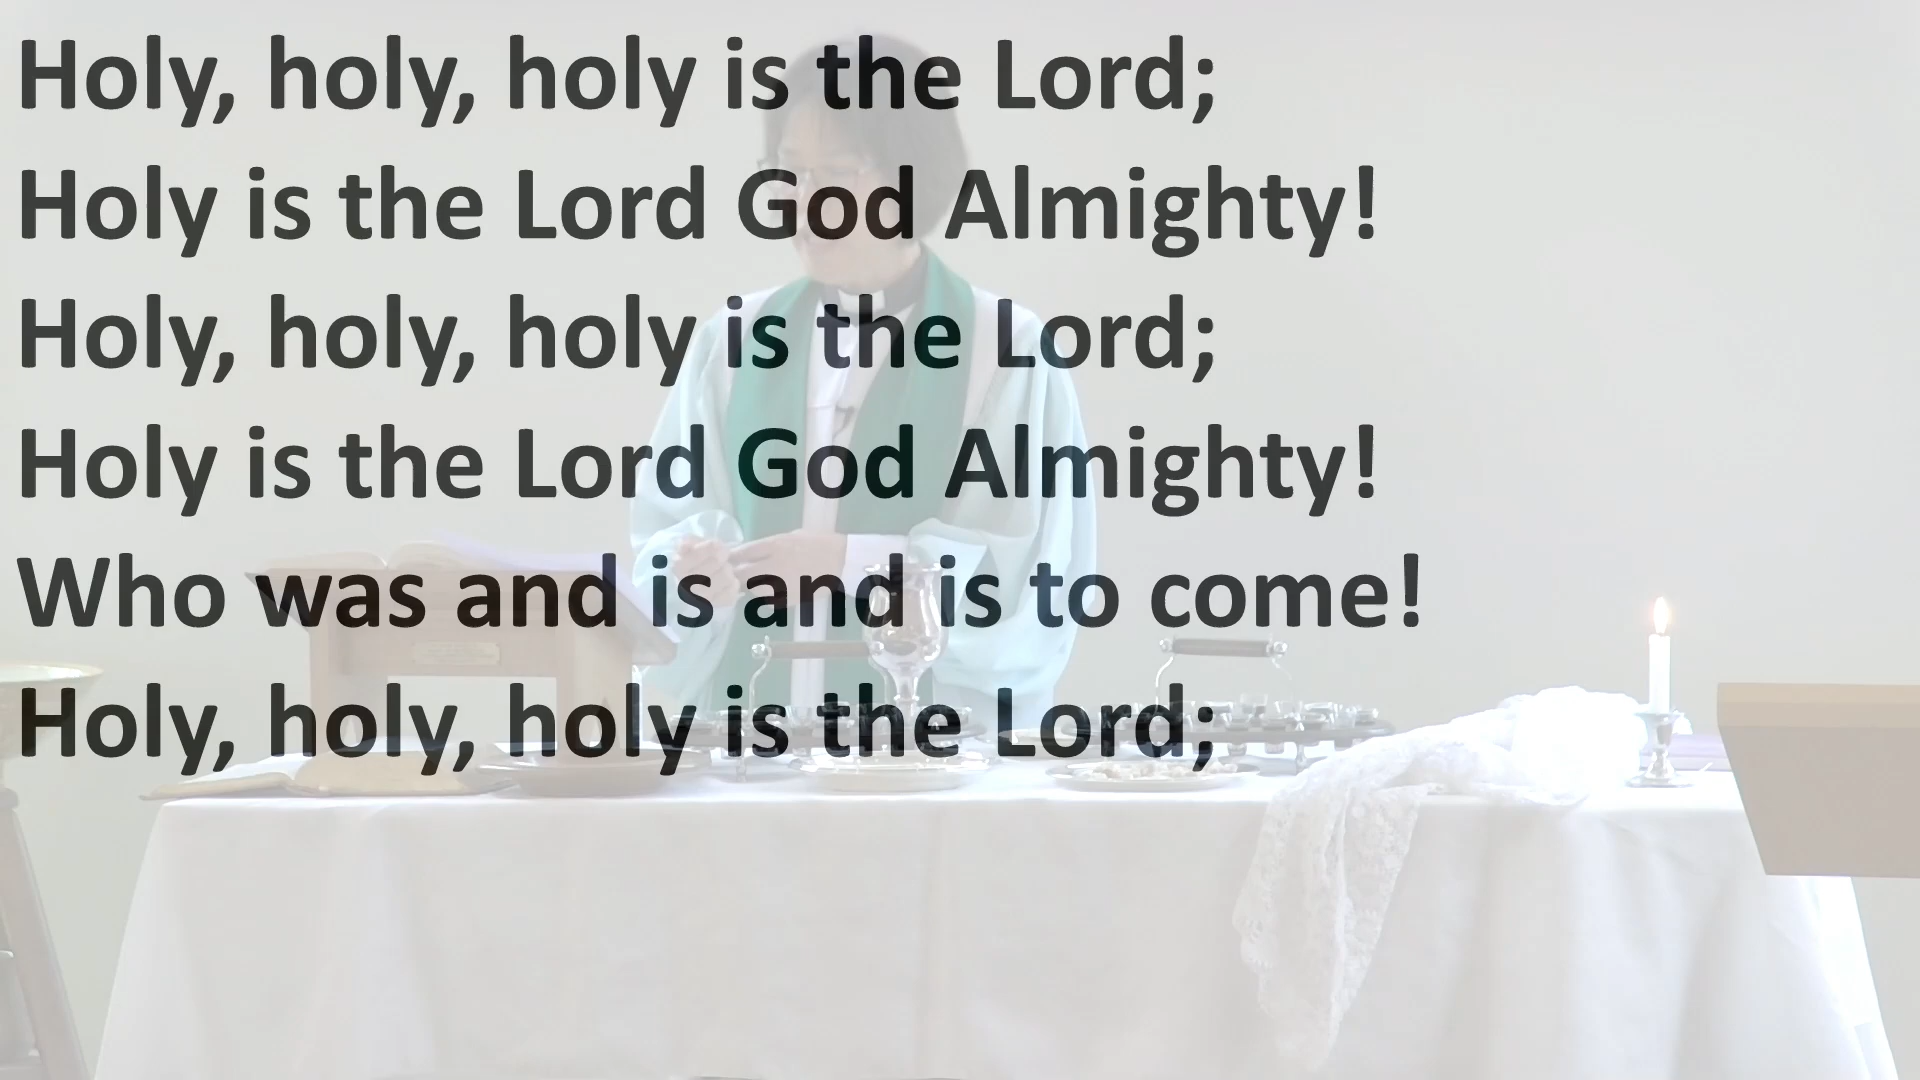 Holy, holy, holy is the Lord;
Holy is the Lord God Almighty!
Holy, holy, holy is the Lord;
Holy is the Lord God Almighty!
Who was and is and is to come!
Holy, holy, holy is the Lord;